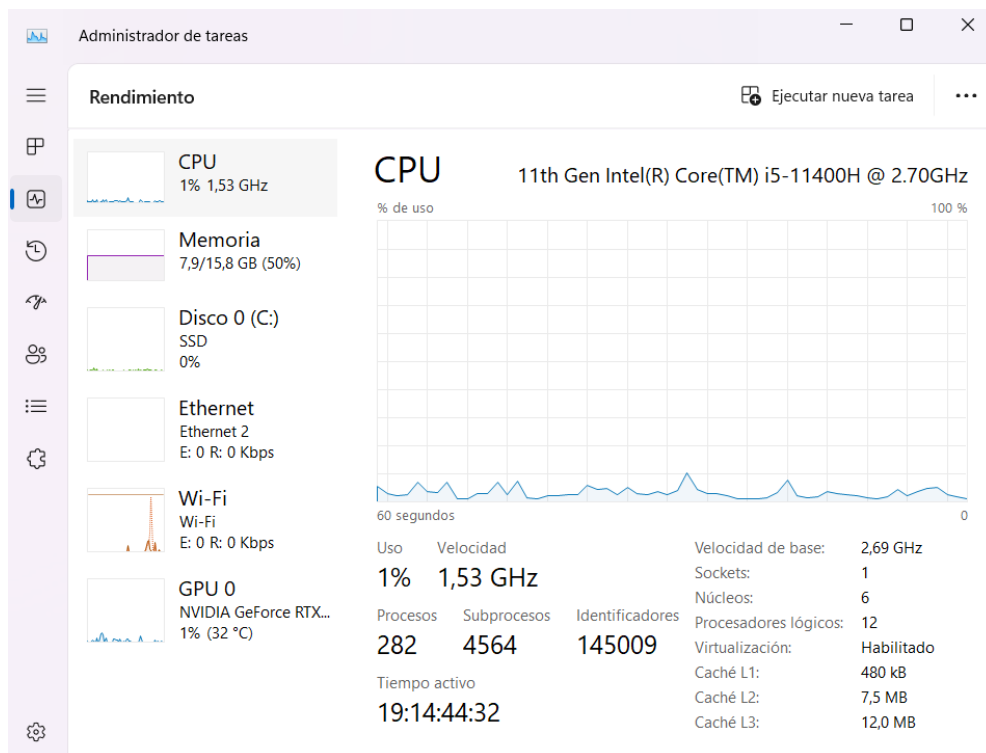 Administrador de tareas
Rendimiento
Ejecutar nueva tarea
CPU
1% 1,53 GHz
Memoria
7,9/15,8 GB (50%)
Disco 0 (C:)
SSD
0%
Ethernet
Ethernet 2
E: 0 R: 0 Kbps
Wi-Fi
Wi-Fi
E: 0 R: 0 Kbps
GPU 0
NVIDIA GeForce RTX...
1% (32 °C)
CPU
11th Gen Intel(R) Core(TM) i5-11400H @ 2.70GHz
% de uso
100 %
60 segundos
0
Uso
Velocidad
1%
1,53 GHz
Procesos
Subprocesos
Identificadores
282
4564
145009
Tiempo activo
19:14:44:32
Velocidad de base: 2,69 GHz
Sockets: 1
Núcleos: 6
Procesadores lógicos: 12
Virtualización: Habilitado
Caché L1: 480 kB
Caché L2: 7,5 MB
Caché L3: 12,0 MB